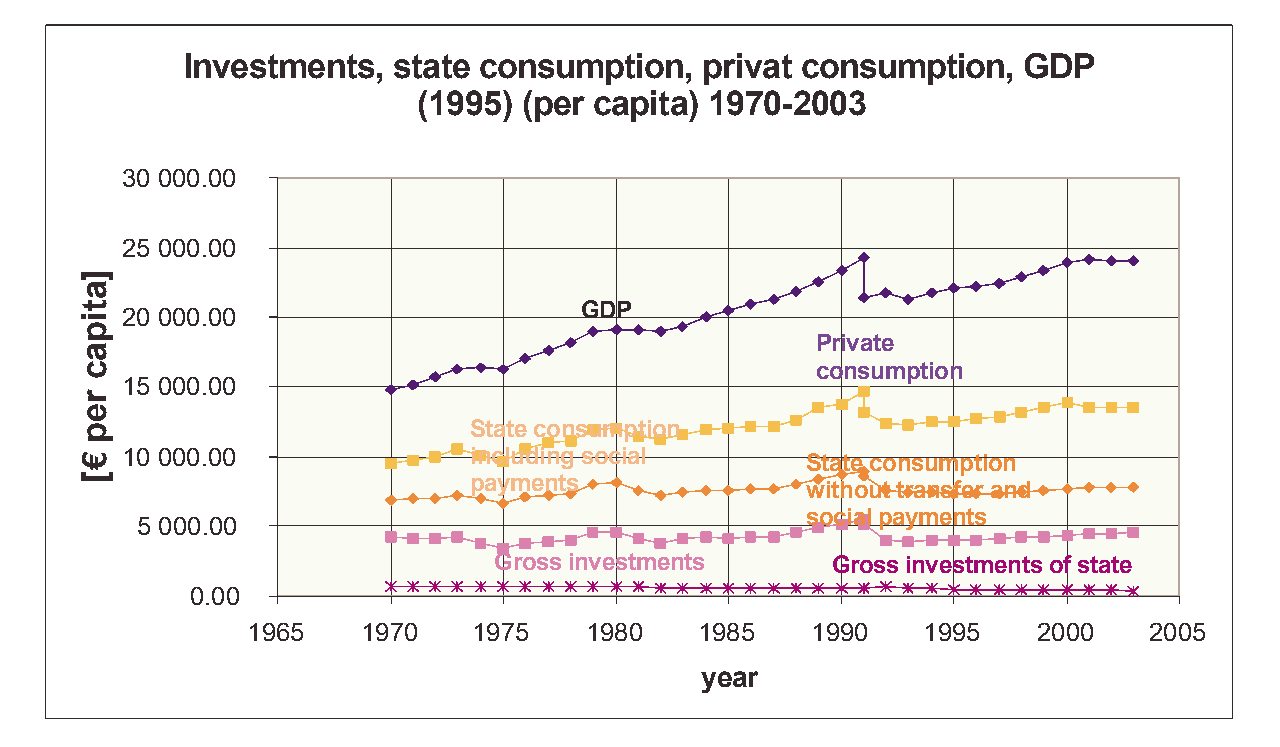 Investments, state consumption, privat consumption, GDP
(1995) (per capita) 1970-2003
30 000.00
25 000.00
20 000.00
15 000.00
10 000.00
5 000.00
0.00
[€ per capita]
GDP
Private
consumption
State consumption
including social
payments
State consumption
without transfer and
social payments
Gross investments
Gross investments of state
1965
1970
1975
1980
1985
1990
1995
2000
2005
year